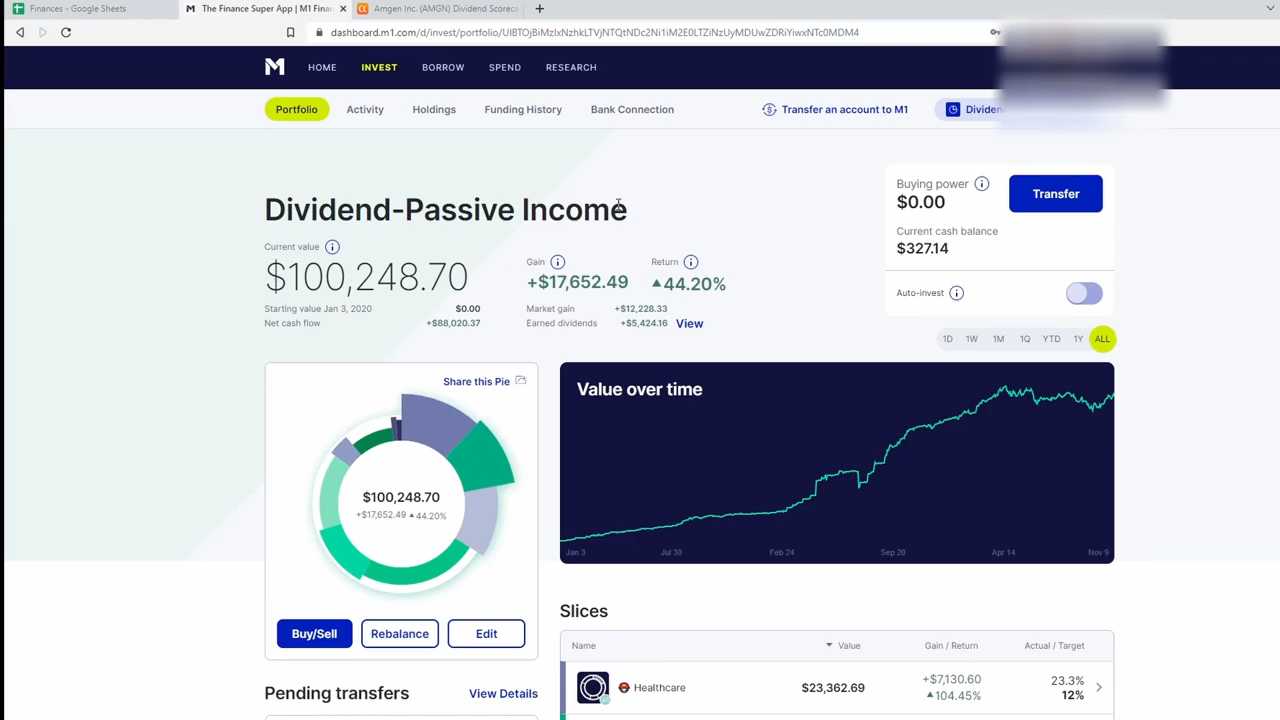 Finances - Google Sheets
The Finance Super App | M1 Finan
Amgen Inc. (AMGN) Dividend Scoreca
HOME INVEST BORROW SPEND RESEARCH
Portfolio Activity Holdings Funding History Bank Connection Transfer an account to M1
Dividend-Passive Income
Buying power
$0.00
Transfer
Current cash balance
$327.14
Auto-invest
Current value
$100,248.70
Starting value Jan 3, 2020 $0.00
Net cash flow +$88,020.37
Gain
+$17,652.49
Return
▲44.20%
Market gain +$12,228.33
Earned dividends +$5,424.16 View
1D 1W 1M 1Q YTD 1Y ALL
Share this Pie
$100,248.70
+$17,652.49 ▲44.20%
Buy/Sell Rebalance Edit
Value over time
Jan 3 Jul 30 Feb 24 Sep 20 Apr 14 Nov 9
Pending transfers View Details
Slices
Name Value Gain / Return Actual / Target
Healthcare $23,362.69 +$7,130.60 23.3%
▲104.45% 12%